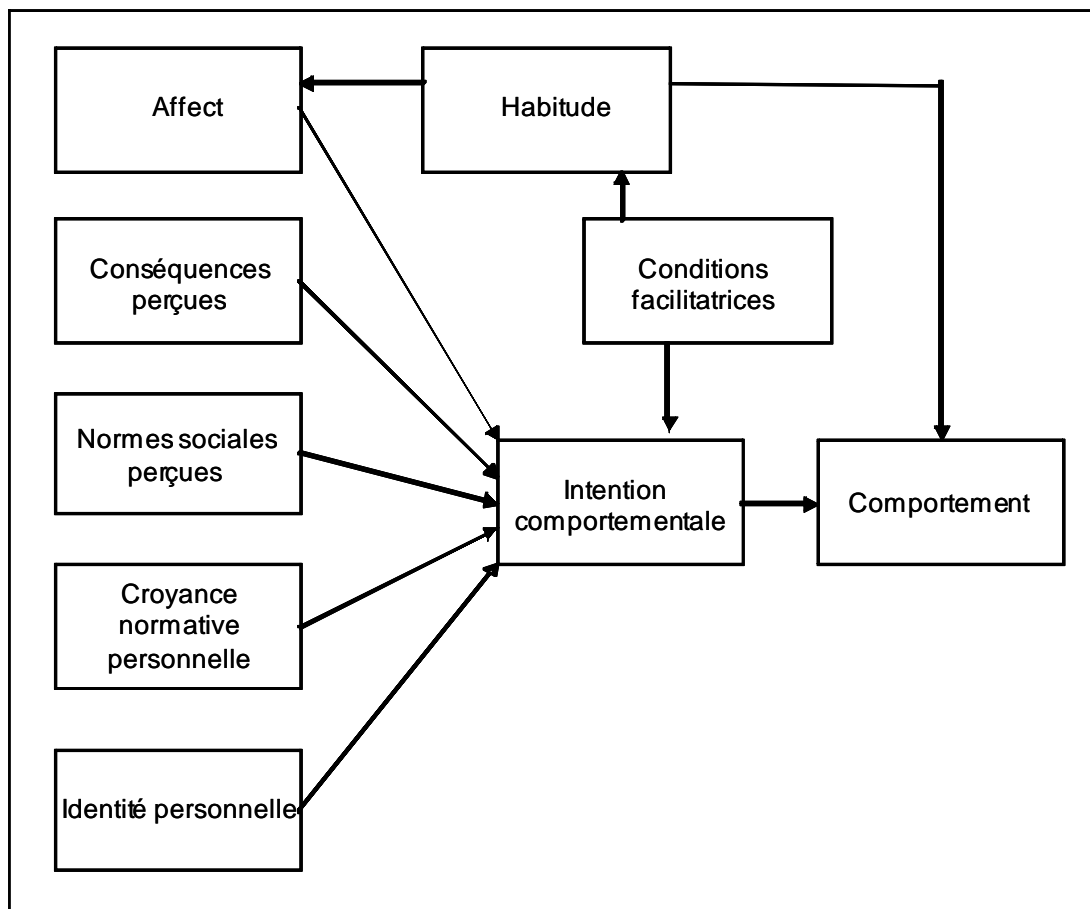 Affect
Habitude
Conséquences
perçues
Conditions
facilitatrices
Normes sociales
perçues
Intention
comportementale
Comportement
Croyance
normative
personnelle
Identité personnelle